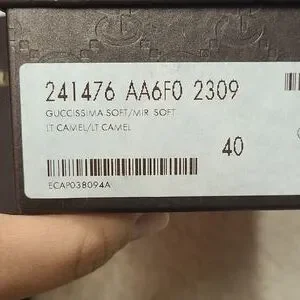 241476 AA6F0 2309
GUCCISSIMA SOFT/MIR SOFT
LT CAMEL/LT CAMEL
40
ECAP038094A